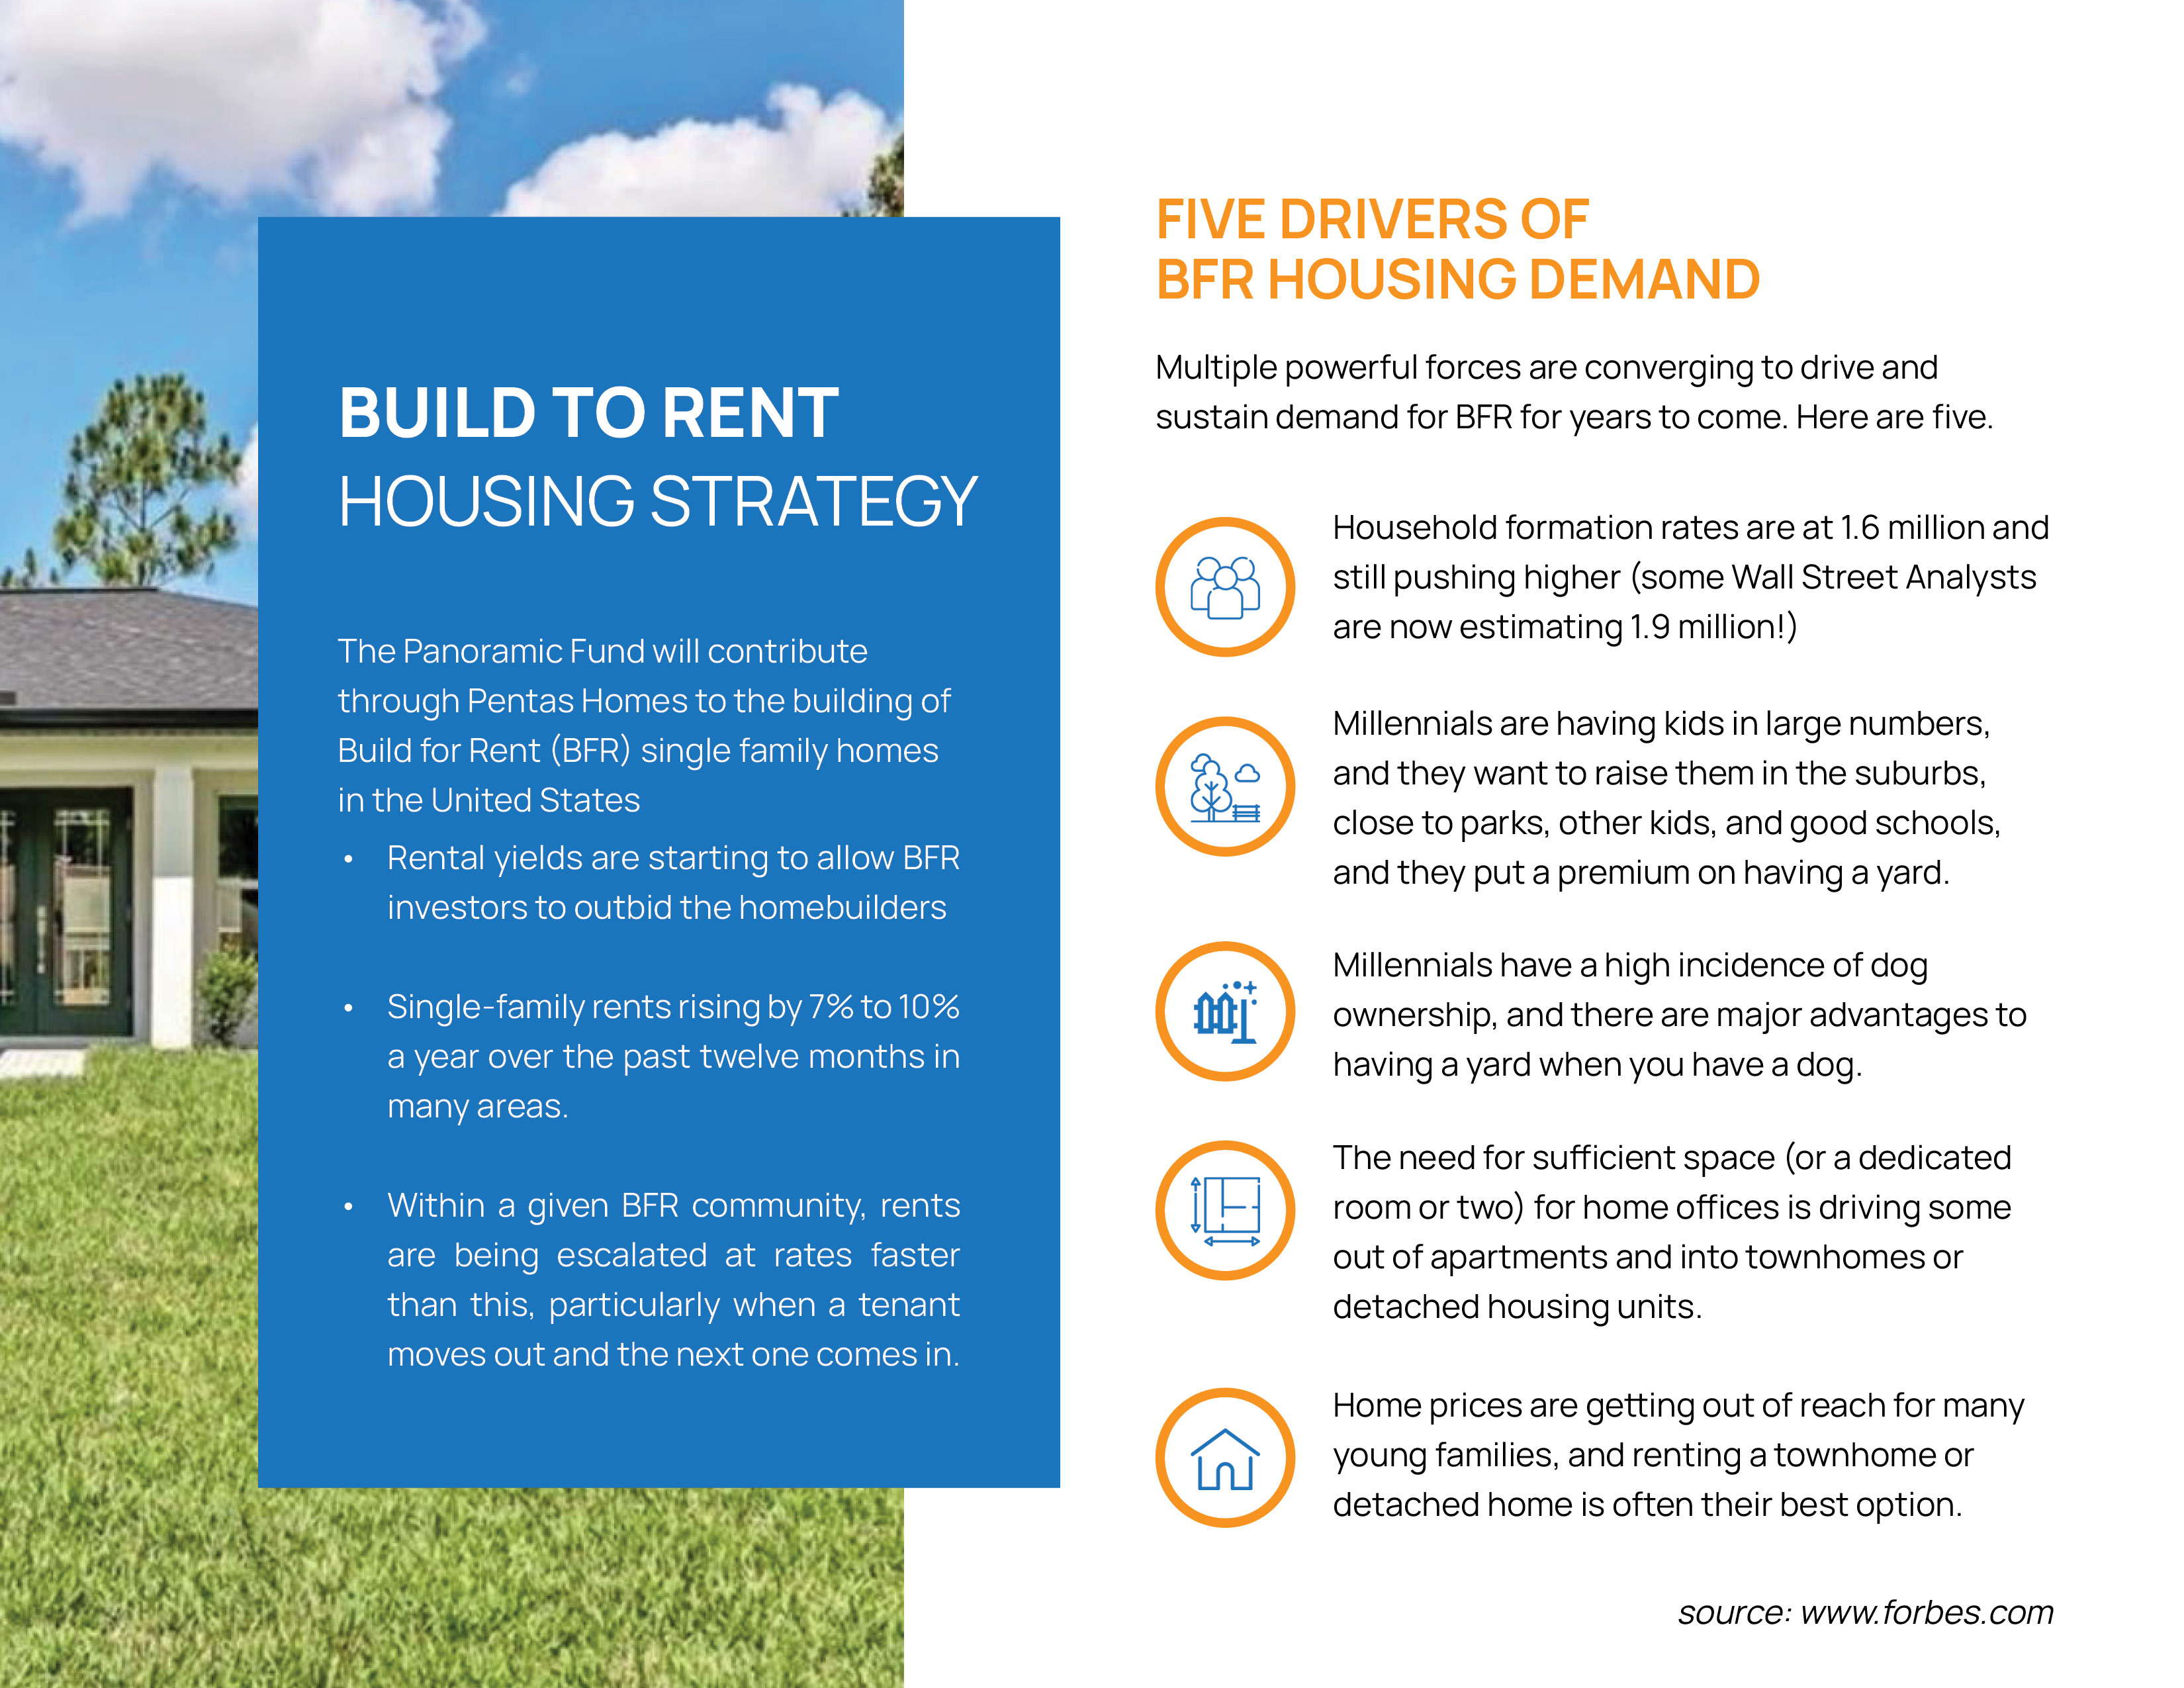 BUILD TO RENT
HOUSING STRATEGY
The Panoramic Fund will contribute
through Pentas Homes to the building of
Build for Rent (BFR) single family homes
in the United States
• Rental yields are starting to allow BFR
investors to outbid the homebuilders
• Single-family rents rising by 7% to 10%
a year over the past twelve months in
many areas.
• Within a given BFR community, rents
are being escalated at rates faster
than this, particularly when a tenant
moves out and the next one comes in.
FIVE DRIVERS OF
BFR HOUSING DEMAND
Multiple powerful forces are converging to drive and
sustain demand for BFR for years to come. Here are five.
Household formation rates are at 1.6 million and
still pushing higher (some Wall Street Analysts
are now estimating 1.9 million!)
Millennials are having kids in large numbers,
and they want to raise them in the suburbs,
close to parks, other kids, and good schools,
and they put a premium on having a yard.
Millennials have a high incidence of dog
ownership, and there are major advantages to
having a yard when you have a dog.
The need for sufficient space (or a dedicated
room or two) for home offices is driving some
out of apartments and into townhomes or
detached housing units.
Home prices are getting out of reach for many
young families, and renting a townhome or
detached home is often their best option.
source: www.forbes.com